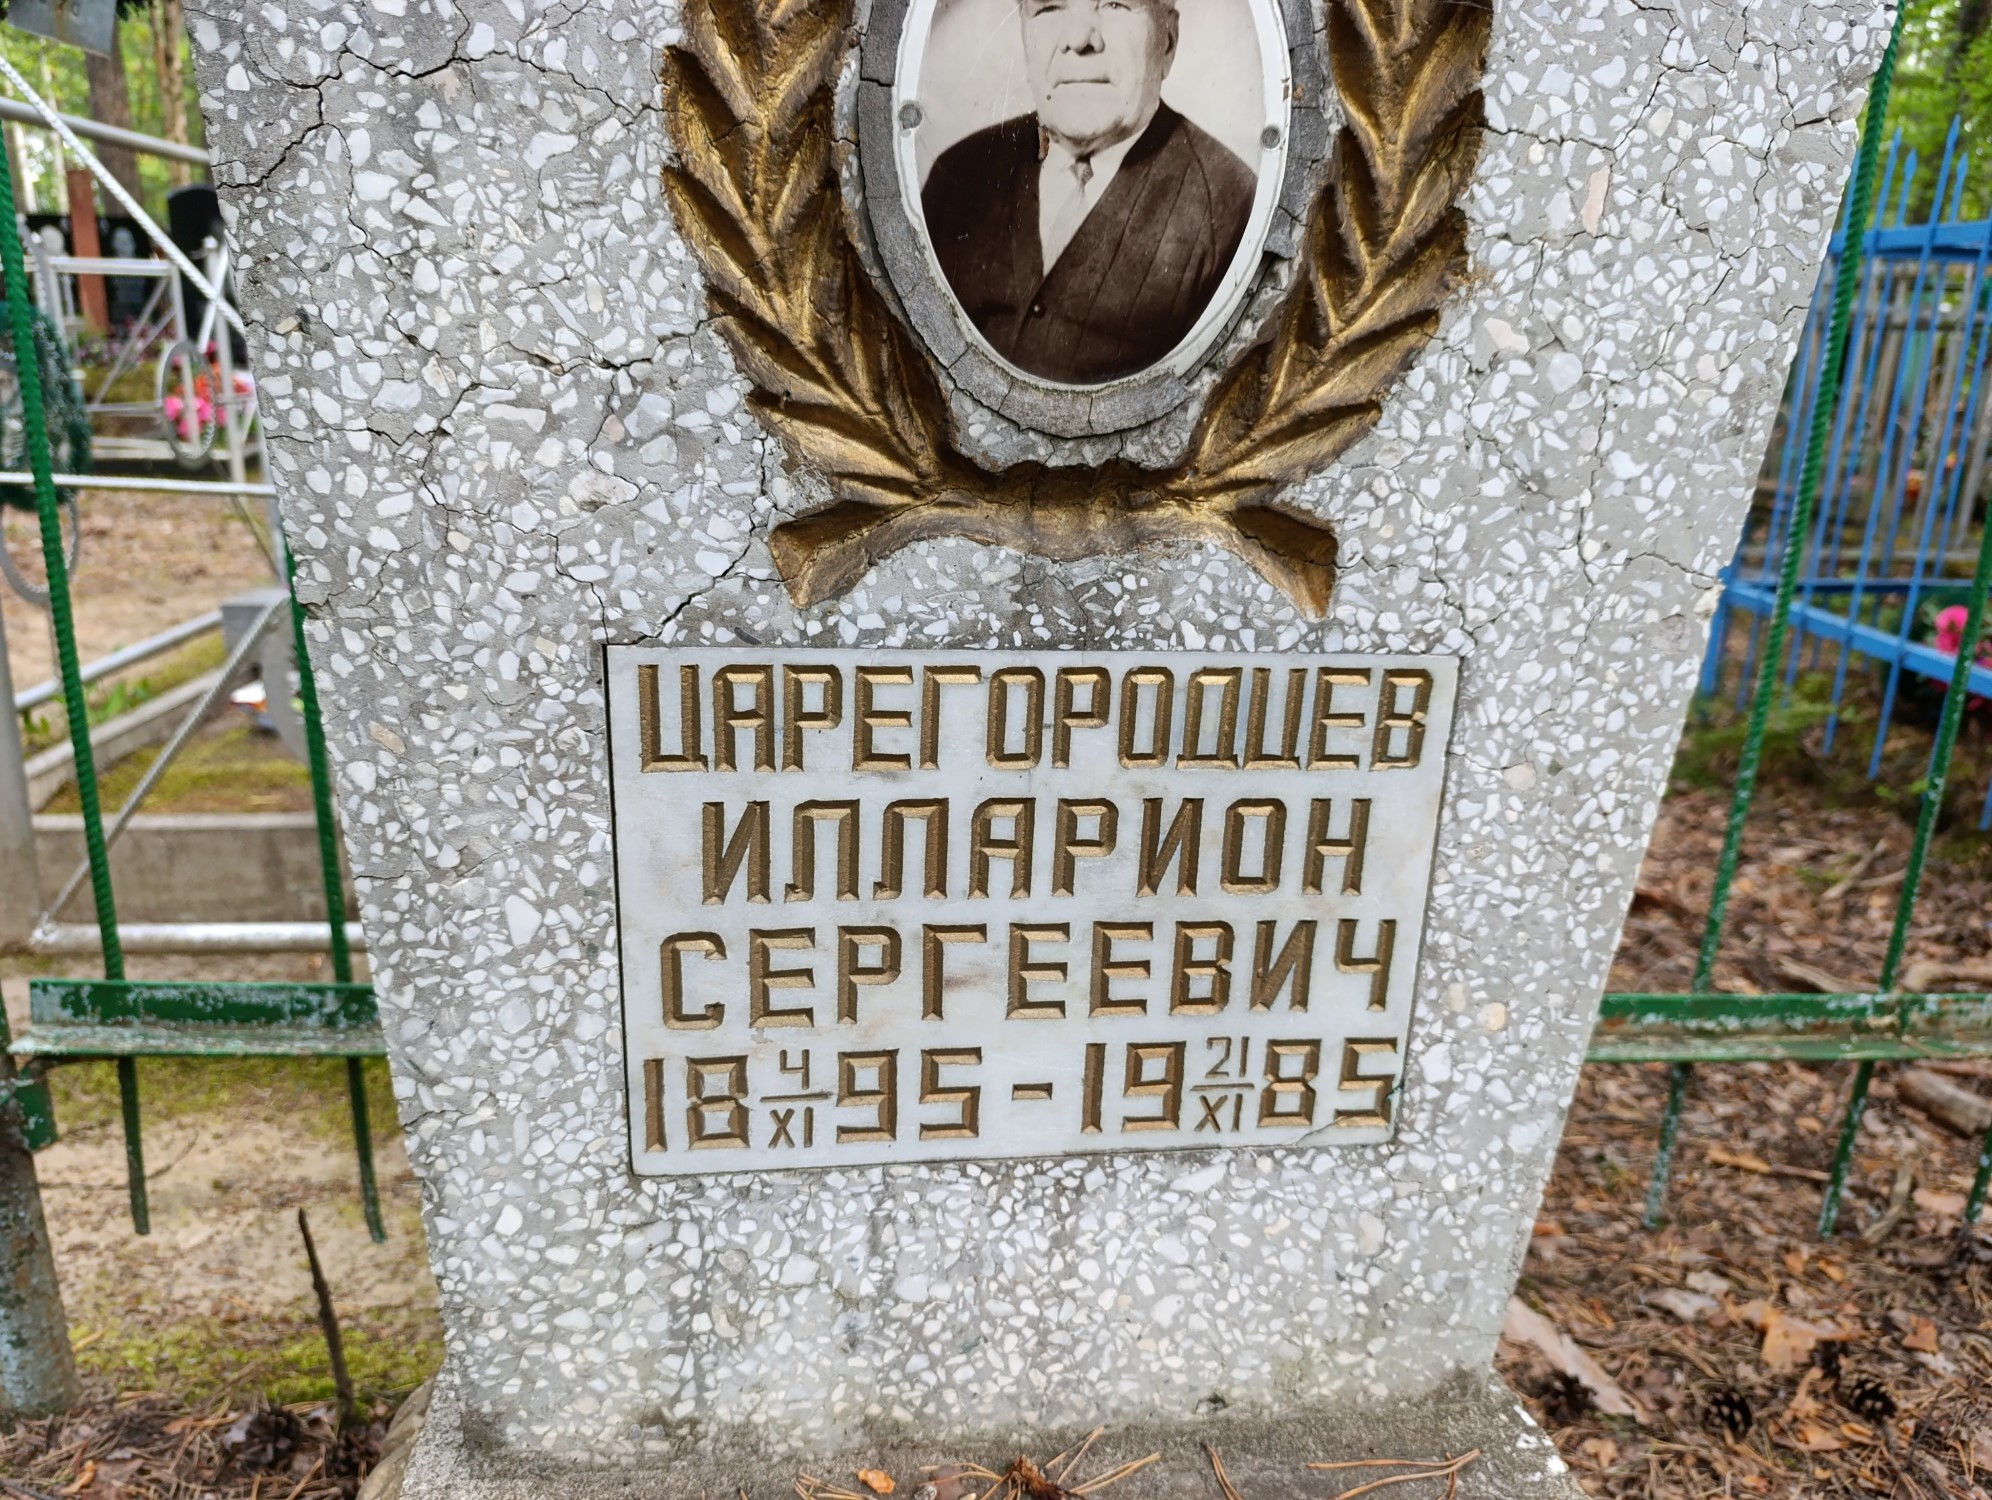 ЦАРЕГОРОДЦЕВ
ИЛЛАРИОН
СЕРГЕЕВИЧ
18 4/XI 95 - 19 21/XI 85